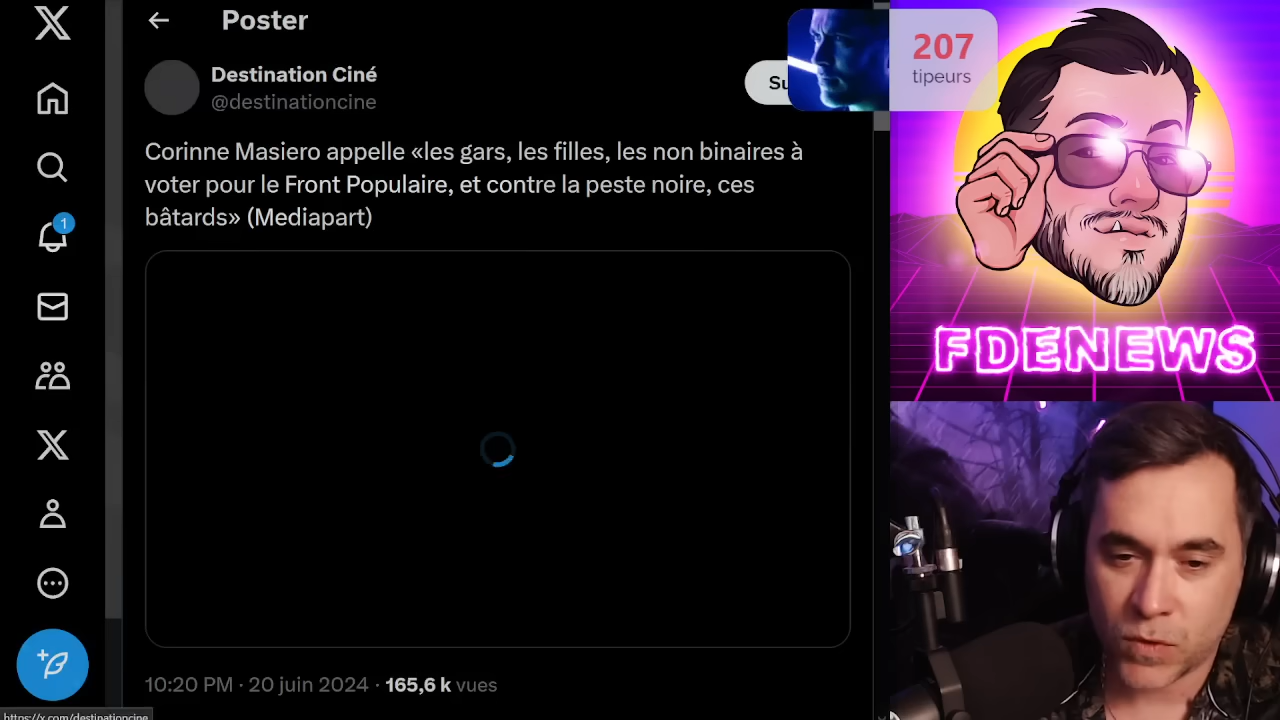 Poster
Destination Ciné
@destinationcine
Su
207
tipeurs
Corinne Masiero appelle «les gars, les filles, les non binaires à
voter pour le Front Populaire, et contre la peste noire, ces
bâtards» (Mediapart)
1
10:20 PM · 20 juin 2024 · 165,6 k vues
https://x.com/destinationcine
FDENEWS